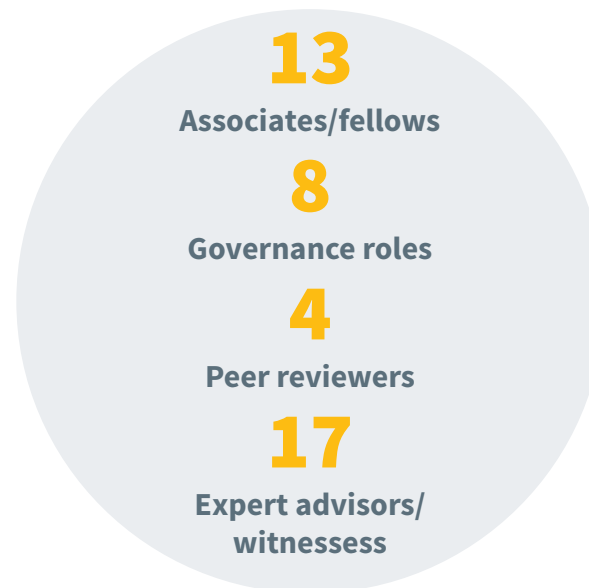 13
Associates/fellows
8
Governance roles
4
Peer reviewers
17
Expert advisors/
witnessess